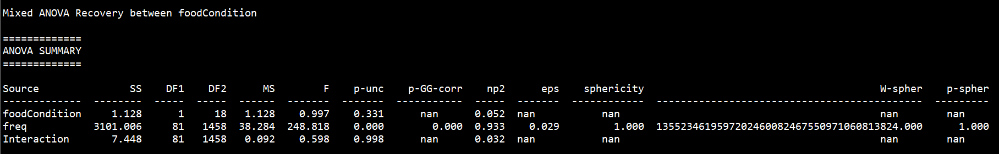 Mixed ANOVA Recovery between foodCondition
=============
ANOVA SUMMARY
=============
Source SS DF1 DF2 MS F p-unc p-GG-corr np2 eps sphericity W-spher p-spher
------------- -------- ----- ----- ------ ------- ------- ----------- ----- ------- ------------ -------------------------------------------- ---------
foodCondition 1.128 1 18 1.128 0.997 0.331 nan 0.052 nan nan nan nan
freq 3101.006 81 1458 38.284 248.818 0.000 0.000 0.933 0.029 1.000 1355234619597202460082467550971060813824.000 1.000
Interaction 7.448 81 1458 0.092 0.598 0.998 nan 0.032 nan nan nan nan